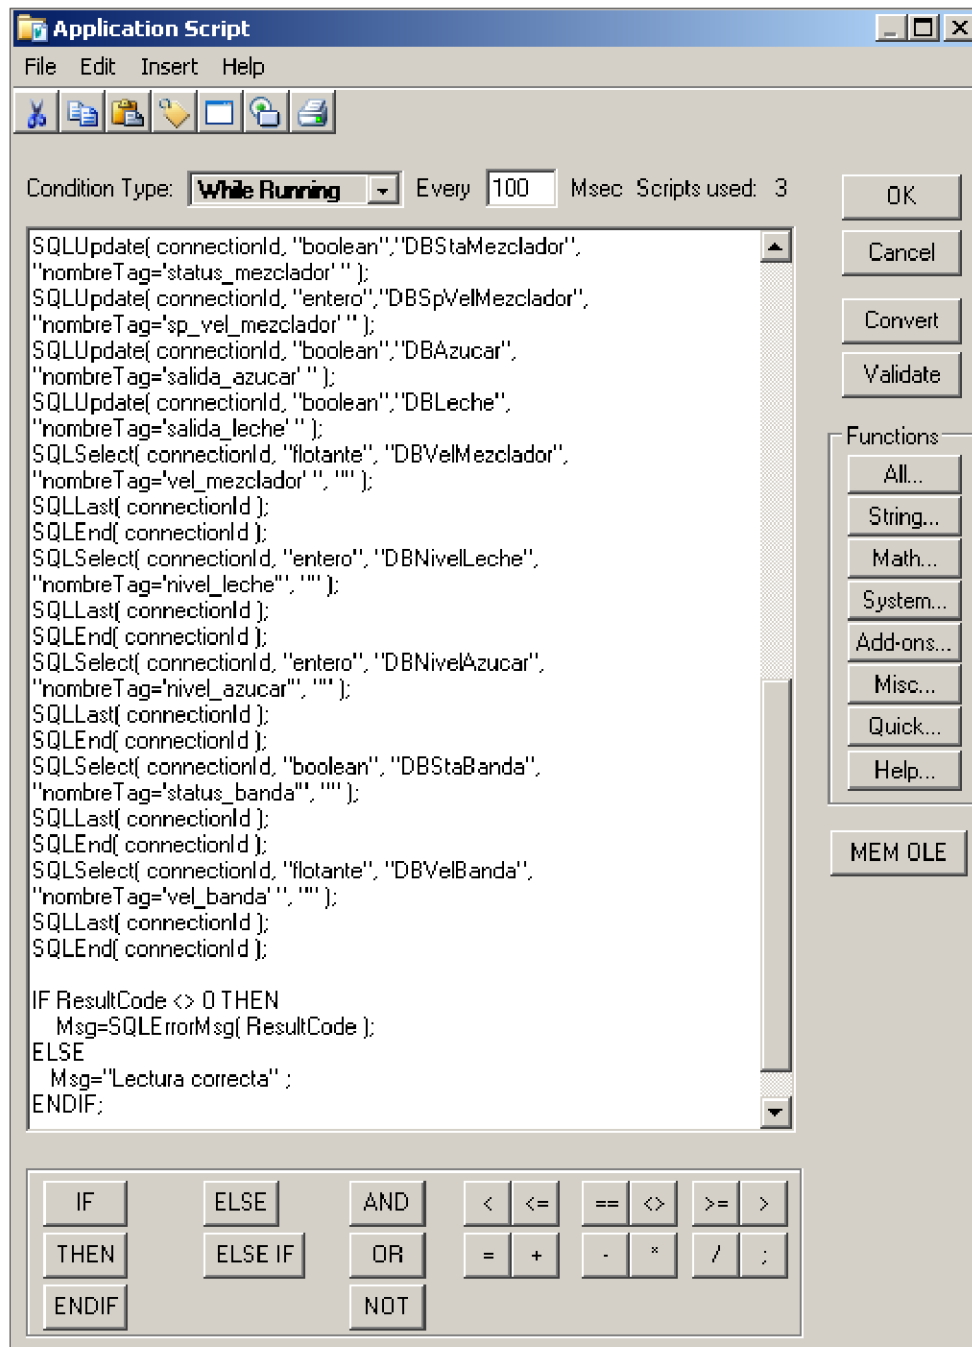 Application Script
File Edit Insert Help
Condition Type: While Running Every 100 Msec Scripts used: 3
OK
Cancel
Convert
Validate
SQLUpdate( connectionId, "boolean","DBStaMezclador",
"nombreTag='status_mezclador' " );
SQLUpdate( connectionId, "entero","DBSpVelMezclador",
"nombreTag='sp_vel_mezclador' " );
SQLUpdate( connectionId, "boolean","DBAzucar",
"nombreTag='salida_azucar' " );
SQLUpdate( connectionId, "boolean","DBLeche",
"nombreTag='salida_leche' " );
SQLSelect( connectionId, "flotante", "DBVelMezclador",
"nombreTag='vel_mezclador' ", "" );
SQLLast( connectionId );
SQLEnd( connectionId );
SQLSelect( connectionId, "entero", "DBNivelLeche",
"nombreTag='nivel_leche'", "" );
SQLLast( connectionId );
SQLEnd( connectionId );
SQLSelect( connectionId, "entero", "DBNivelAzucar",
"nombreTag='nivel_azucar'", "" );
SQLLast( connectionId );
SQLEnd( connectionId );
SQLSelect( connectionId, "boolean", "DBStaBanda",
"nombreTag='status_banda'", "" );
SQLLast( connectionId );
SQLEnd( connectionId );
SQLSelect( connectionId, "flotante", "DBVelBanda",
"nombreTag='vel_banda' ", "" );
SQLLast( connectionId );
SQLEnd( connectionId );
IF ResultCode <> 0 THEN
Msg=SQLErrorMsg( ResultCode );
ELSE
Msg="Lectura correcta" ;
ENDIF;
Functions
All...
String...
Math...
System...
Add-ons...
Misc...
Quick...
Help...
MEM OLE
IF ELSE AND < <= == <> >= >
THEN ELSE IF OR = + - * / ;
ENDIF NOT